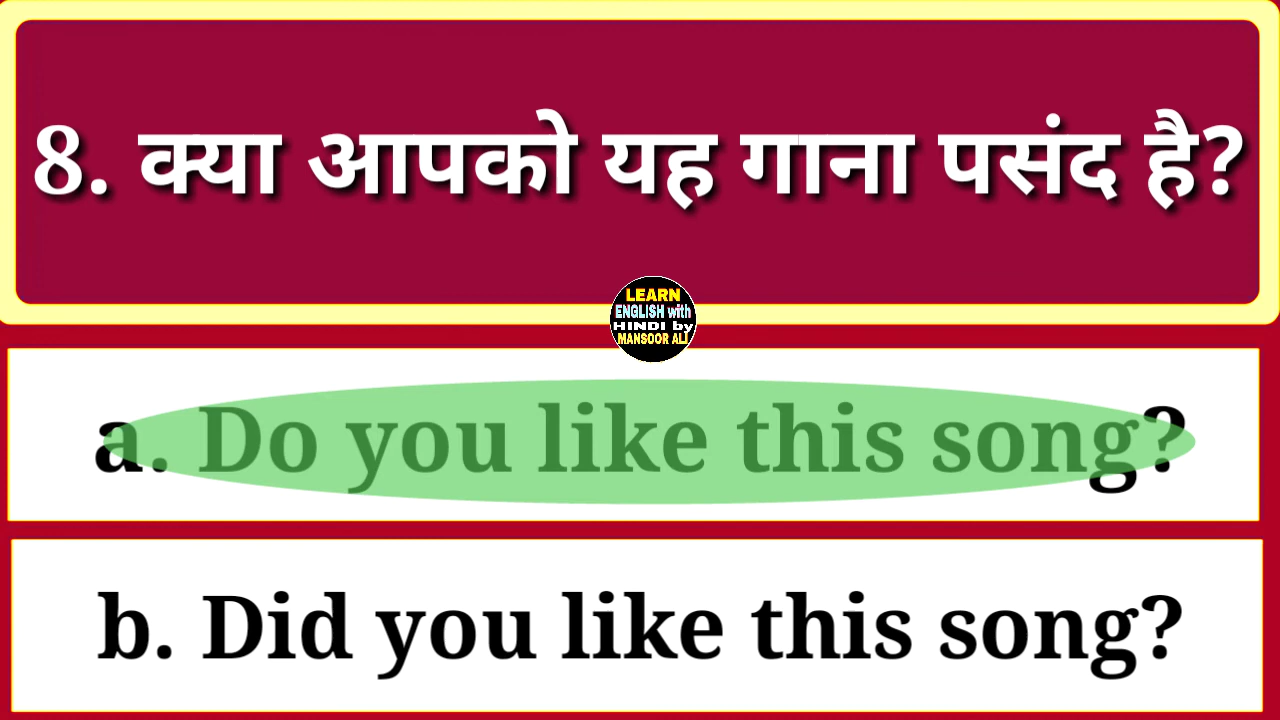 8. क्या आपको यह गाना पसंद है?
LEARN
ENGLISH with
HINDI by
MANSOOR ALI
a. Do you like this song?
b. Did you like this song?